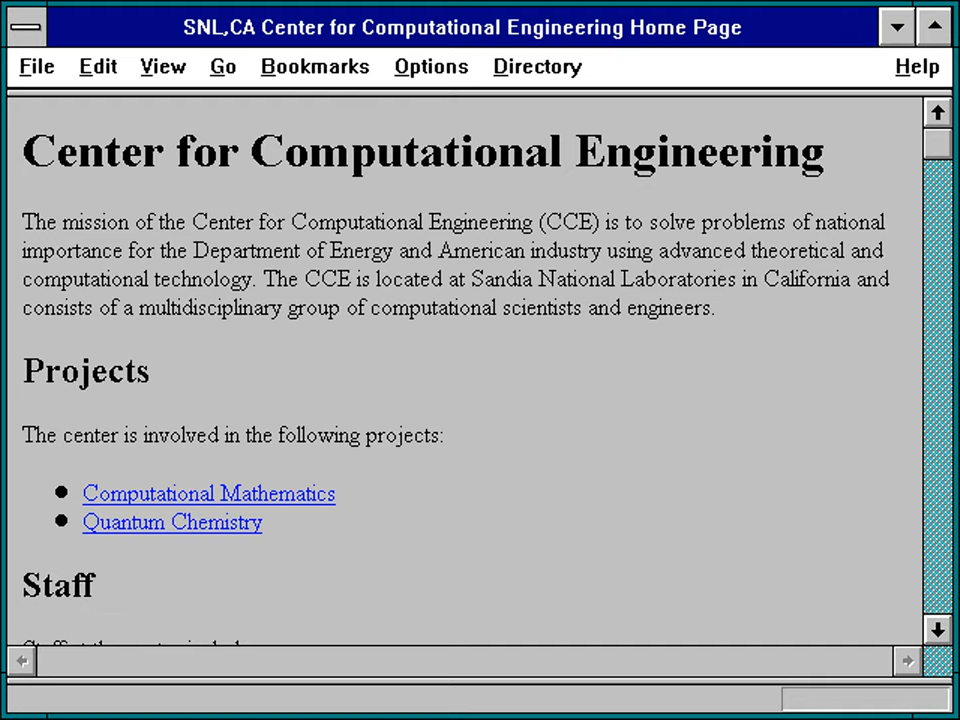 SNL,CA Center for Computational Engineering Home Page
File Edit View Go Bookmarks Options Directory Help
Center for Computational Engineering
The mission of the Center for Computational Engineering (CCE) is to solve problems of national
importance for the Department of Energy and American industry using advanced theoretical and
computational technology. The CCE is located at Sandia National Laboratories in California and
consists of a multidisciplinary group of computational scientists and engineers.
Projects
The center is involved in the following projects:
Computational Mathematics
Quantum Chemistry
Staff